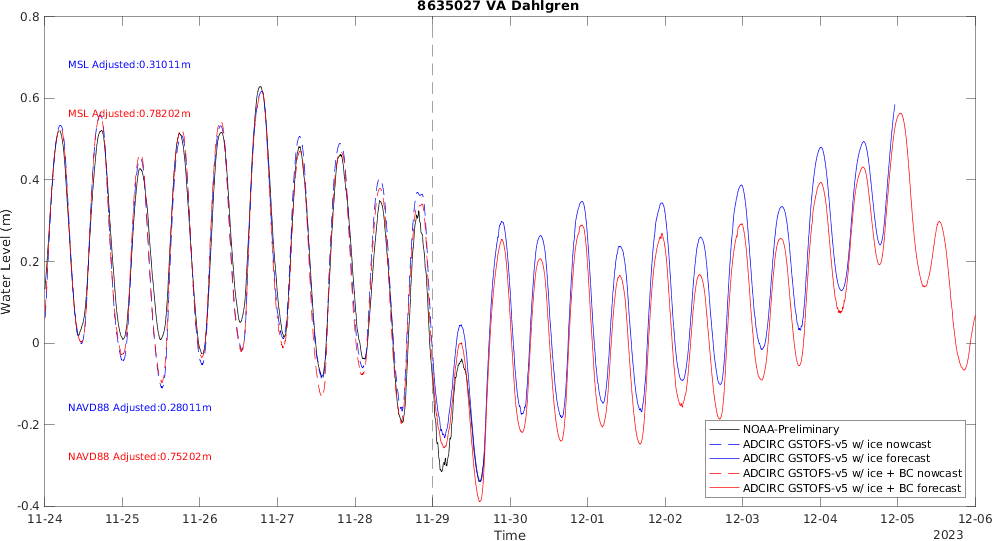 8635027 VA Dahlgren
0.8
0.6
0.4
0.2
0
-0.2
-0.4
Water Level (m)
MSL Adjusted:0.31011m
MSL Adjusted:0.78202m
NAVD88 Adjusted:0.28011m
NAVD88 Adjusted:0.75202m
NOAA-Preliminary
ADCIRC GSTOFS-v5 w/ ice nowcast
ADCIRC GSTOFS-v5 w/ ice forecast
ADCIRC GSTOFS-v5 w/ ice + BC nowcast
ADCIRC GSTOFS-v5 w/ ice + BC forecast
11-24 11-25 11-26 11-27 11-28 11-29 11-30 12-01 12-02 12-03 12-04 12-05 12-06
Time
2023